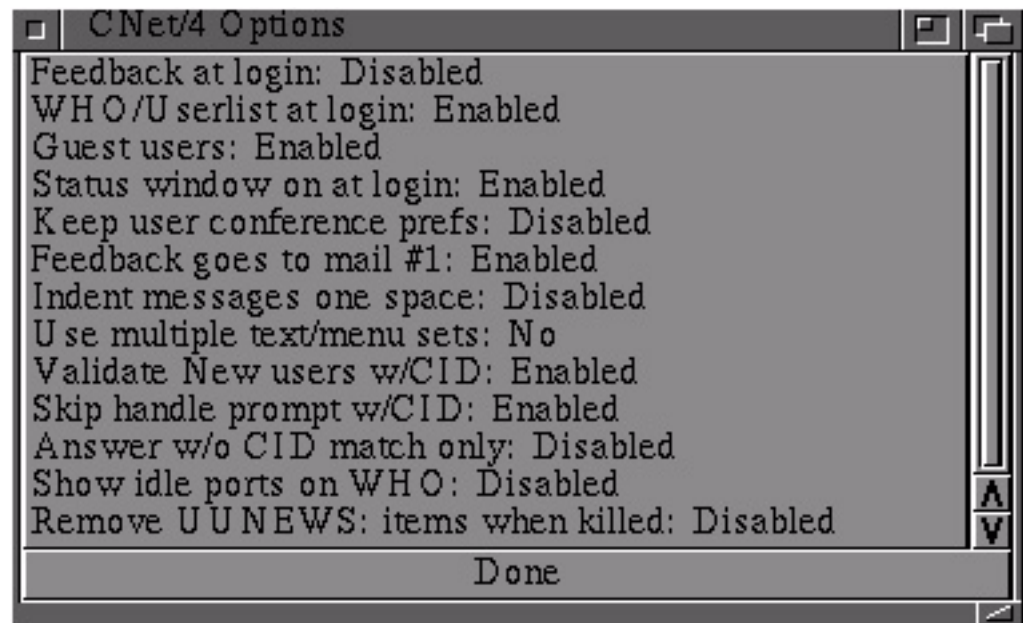 CNet/4 Options
Feedback at login: Disabled
WHO/Userlist at login: Enabled
Guest users: Enabled
Status window on at login: Enabled
Keep user conference prefs: Disabled
Feedback goes to mail #1: Enabled
Indent messages one space: Disabled
Use multiple text/menu sets: No
Validate New users w/CID: Enabled
Skip handle prompt w/CID: Enabled
Answer w/o CID match only: Disabled
Show idle ports on WHO: Disabled
Remove UUNEWS: items when killed: Disabled
Done